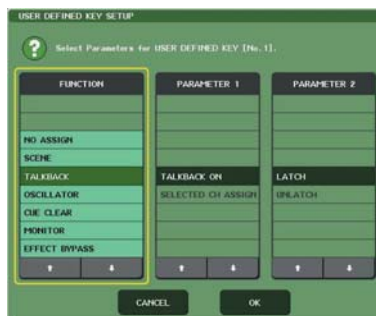 USER DEFINED KEY SETUP
?
Select Parameters for USER DEFINED KEY [No.1].
FUNCTION
PARAMETER 1
PARAMETER 2
NO ASSIGN
SCENE
TALKBACK
TALKBACK ON
LATCH
OSCILLATOR
SELECTED CH ASSIGN
UNLATCH
CUE CLEAR
MONITOR
EFFECT BYPASS
CANCEL
OK